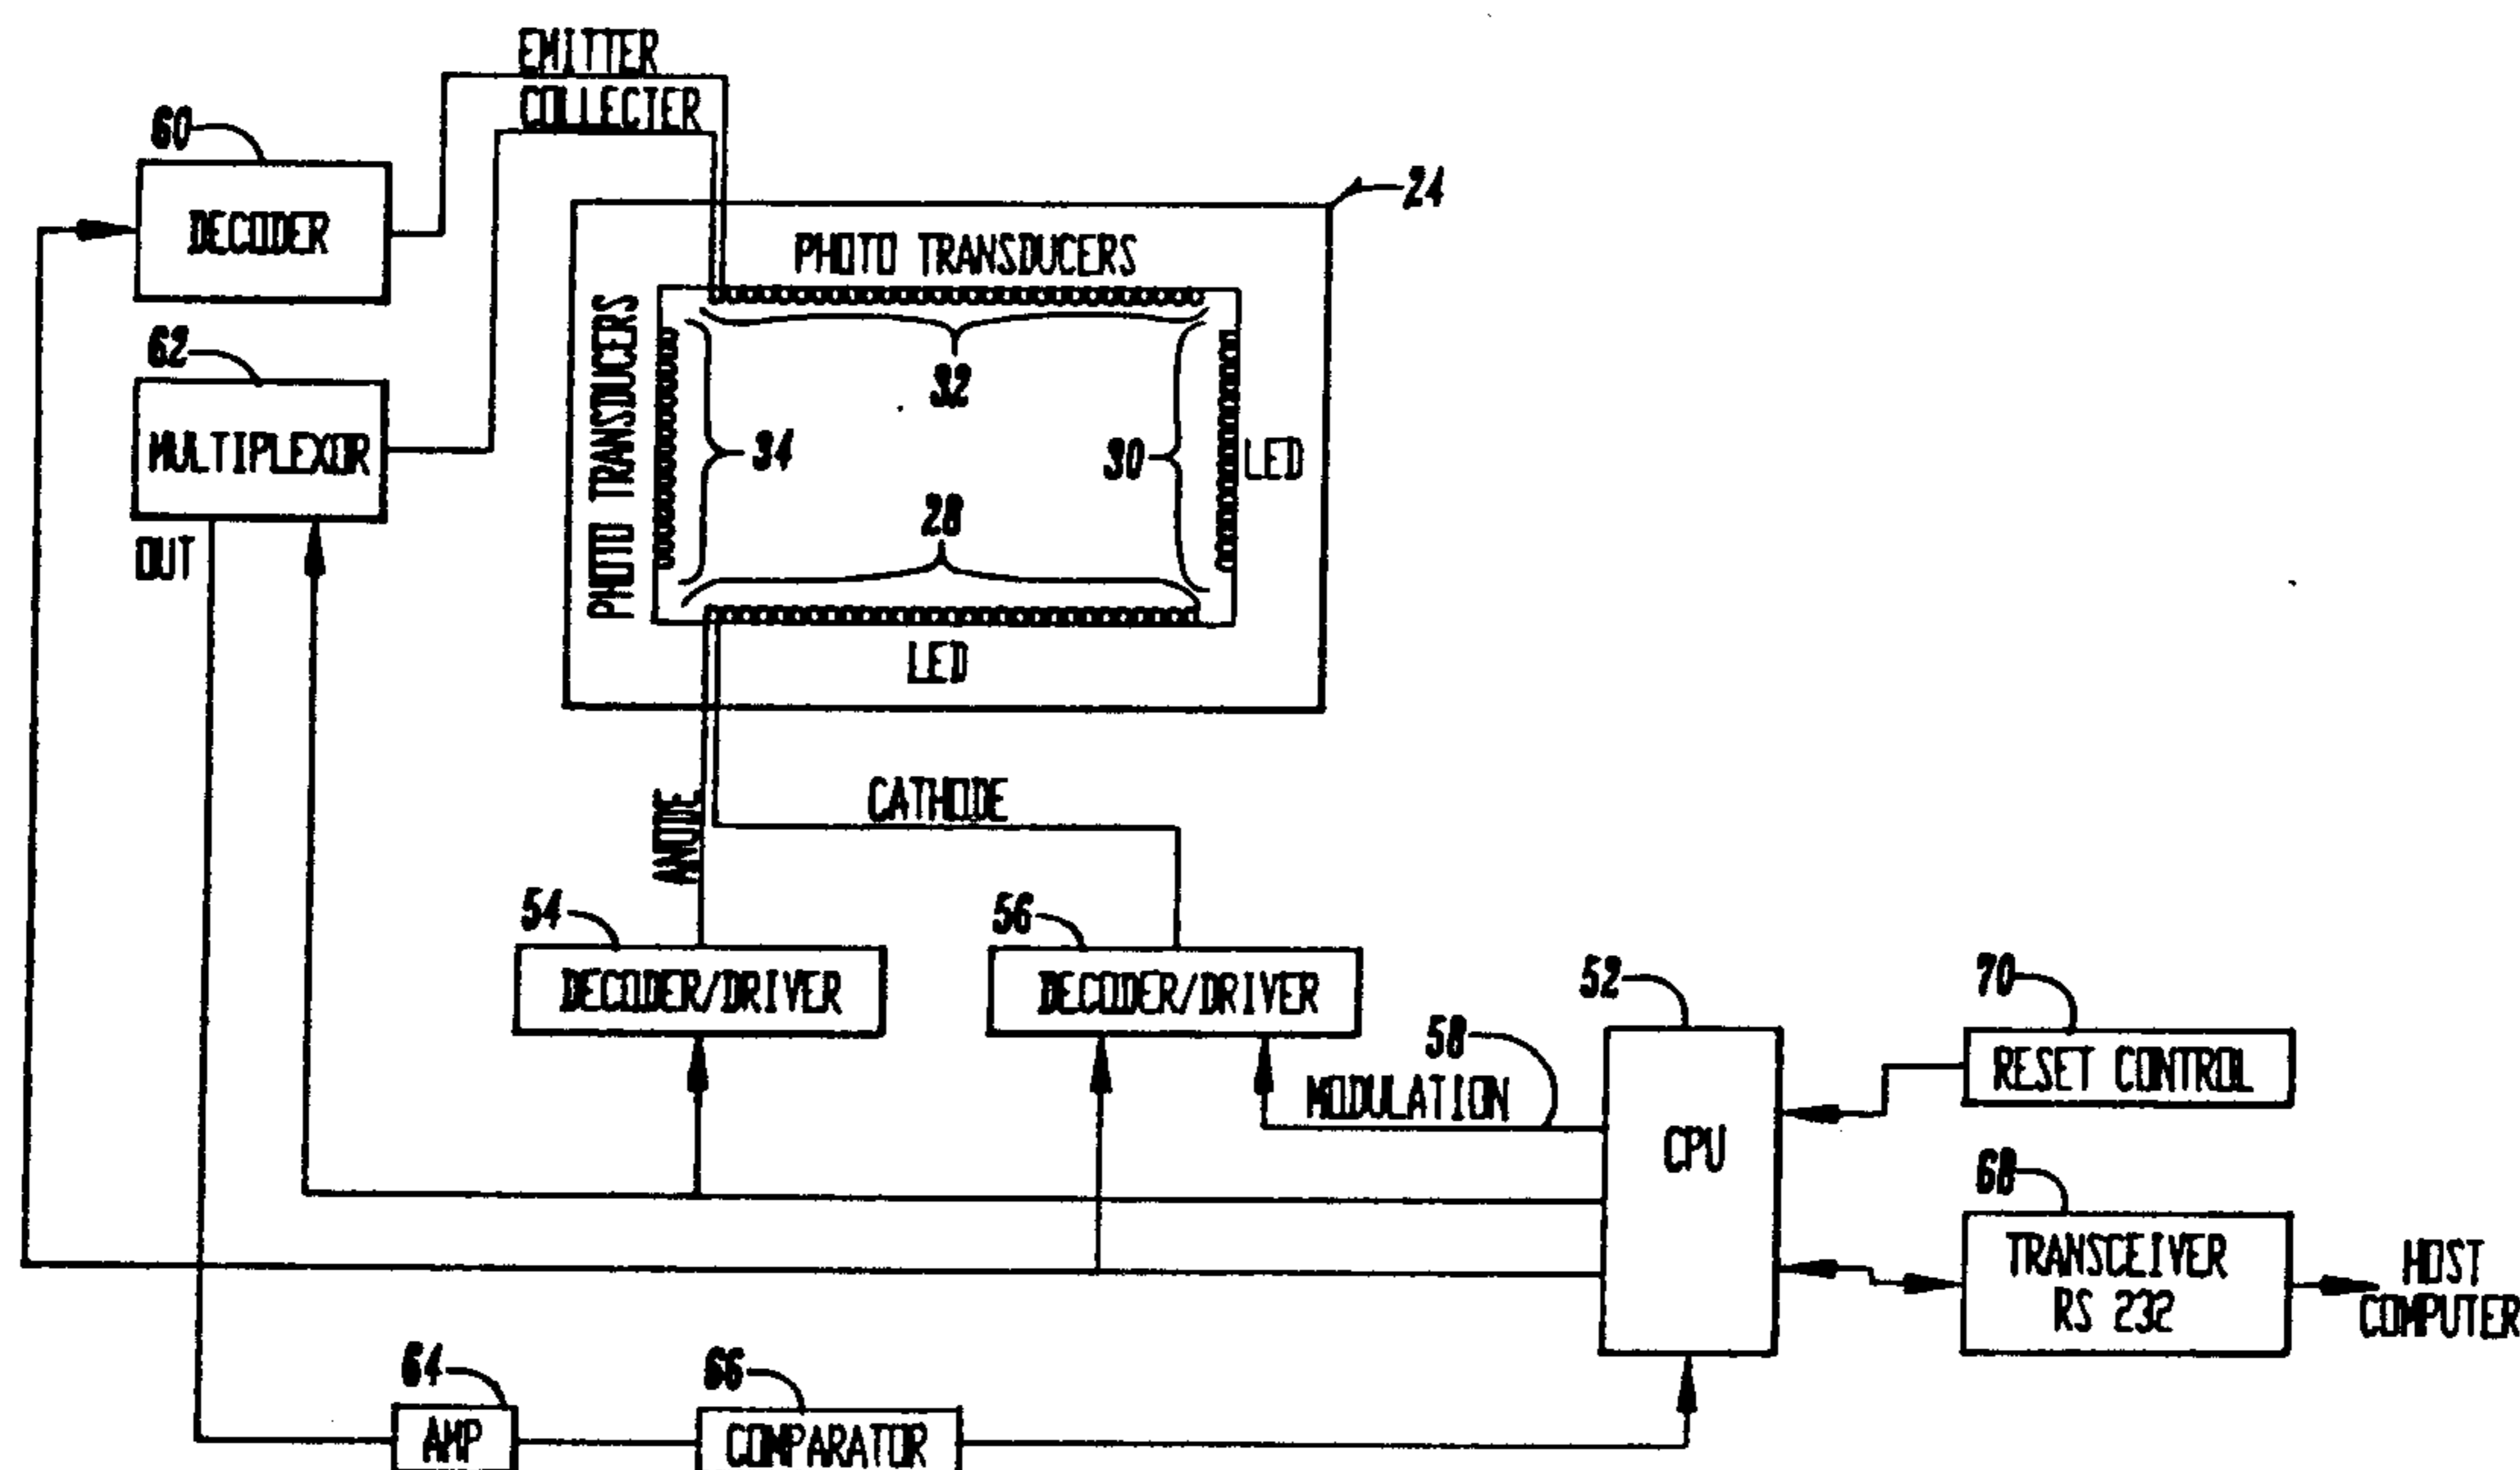 EMITTER
COLLECTER
60
DECODER
24
PHOTO TRANSDUCERS
PHOTO TRANSDUCERS
62
MULTIPLEXOR
32
34
30
LED
28
OUT
LED
CATHODE
ANODE
54
DECODER/DRIVER
56
DECODER/DRIVER
52
70
RESET CONTROL
58
MODULATION
CPU
68
TRANSCEIVER
RS 232
HOST
COMPUTER
64
AMP
66
COMPARATOR